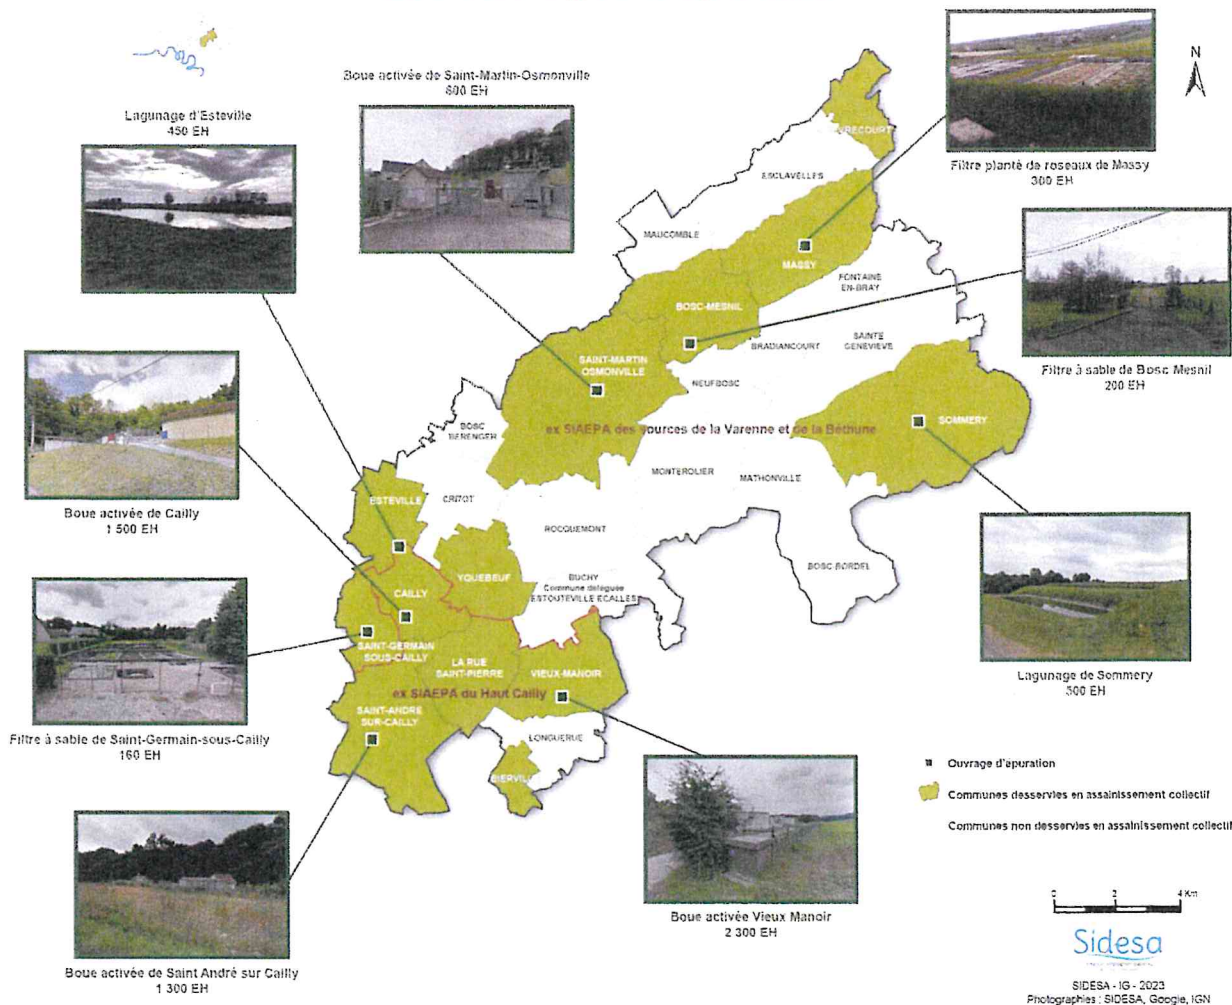 Lagunage d'Esteville
450 EH
Boue activée de Saint-Martin-Osmonville
800 EH
Filtre planté de roseaux de Massy
300 EH
N
Filtre à sable de Bosc Mesnil
200 EH
Boue activée de Cailly
1 500 EH
Filtre à sable de Saint-Germain-sous-Cailly
160 EH
Lagunage de Sommery
500 EH
Boue activée de Saint André sur Cailly
1 300 EH
Boue activée Vieux Manoir
2 300 EH
ESCLAVELLES
MAUCOMBLE
MASSY
FONTAINE
EN-BRAY
BOSC-MESNIL
SAINTE
GENEVIEVE
BRADIANCOURT
SAINT-MARTIN
OSMONVILLE
NEUFBOSC
SOMMERY
BOSC
BERENGER
ex SIAEPA des sources de la Varenne et de la Béthune
MONTEROLIER
MATHONVILLE
ESTEVILLE
CRITOT
ROCQUEMONT
BOSC BORDEL
YQUEBEUF
BUCHY
Commune déléguée
ESTOUTEVILLE ECALLES
CAILLY
SAINT-GERMAIN
SOUS-CAILLY
LA RUE
SAINT-PIERRE
VIEUX-MANOIR
ex SIAEPA du Haut Cailly
SAINT-ANDRE
SUR-CAILLY
LONGUERUE
Ouvrage d'épuration
Communes desservies en assainissement collectif
Communes non desservies en assainissement collectif
0 2 4 Km
Sidesa
SIDESA - IG - 2023
Photographies : SIDESA, Google, IGN